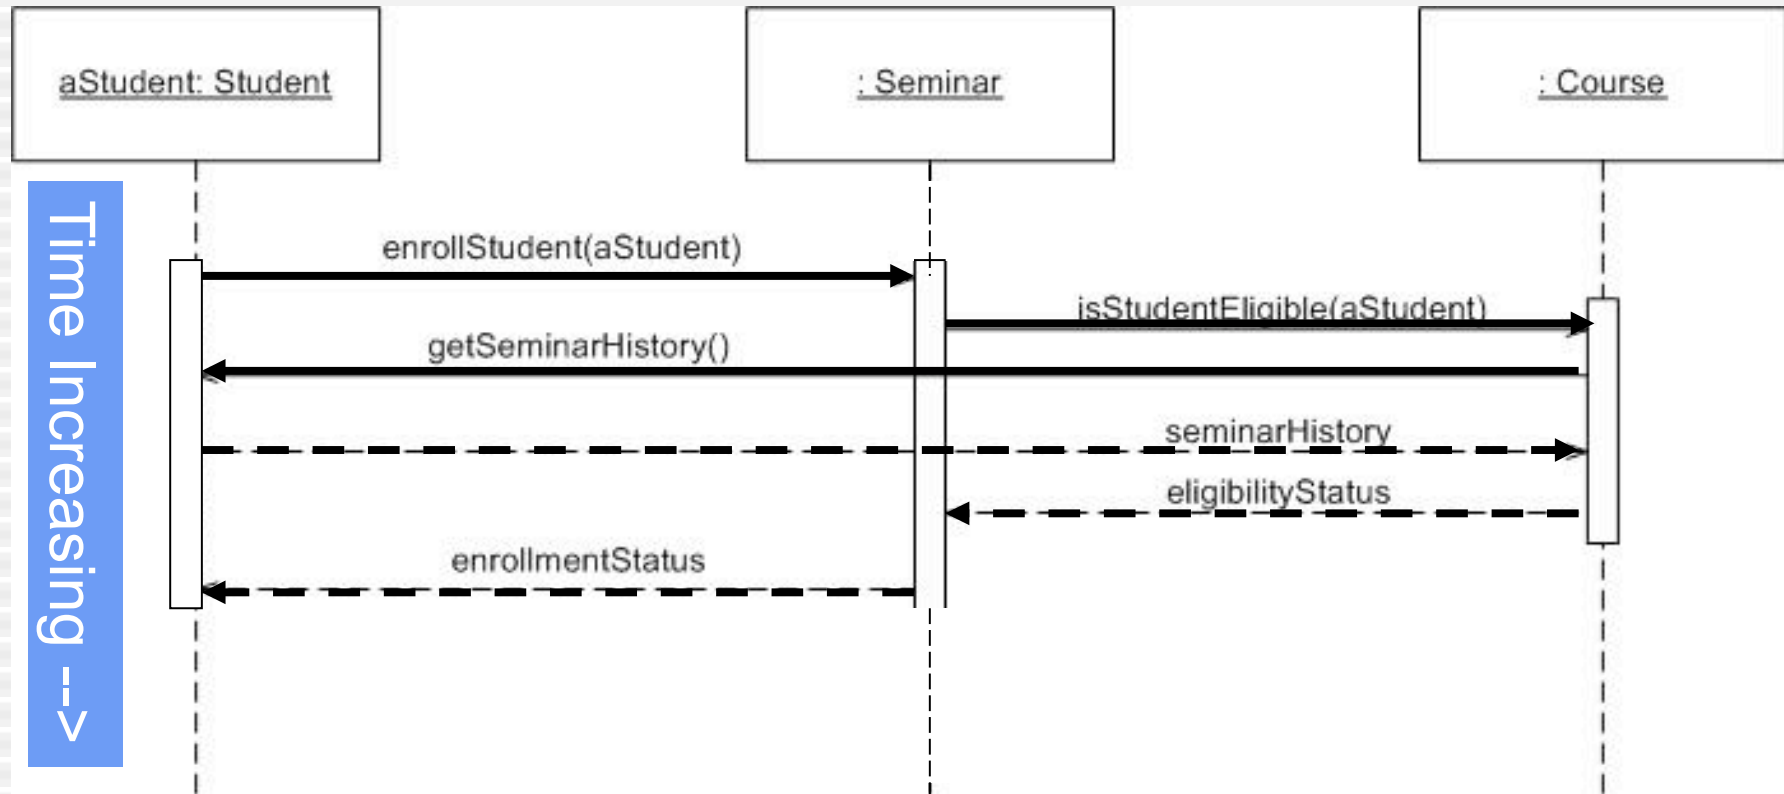 aStudent: Student
: Seminar
: Course
Time Increasing -->
enrollStudent(aStudent)
isStudentEligible(aStudent)
getSeminarHistory()
seminarHistory
eligibilityStatus
enrollmentStatus